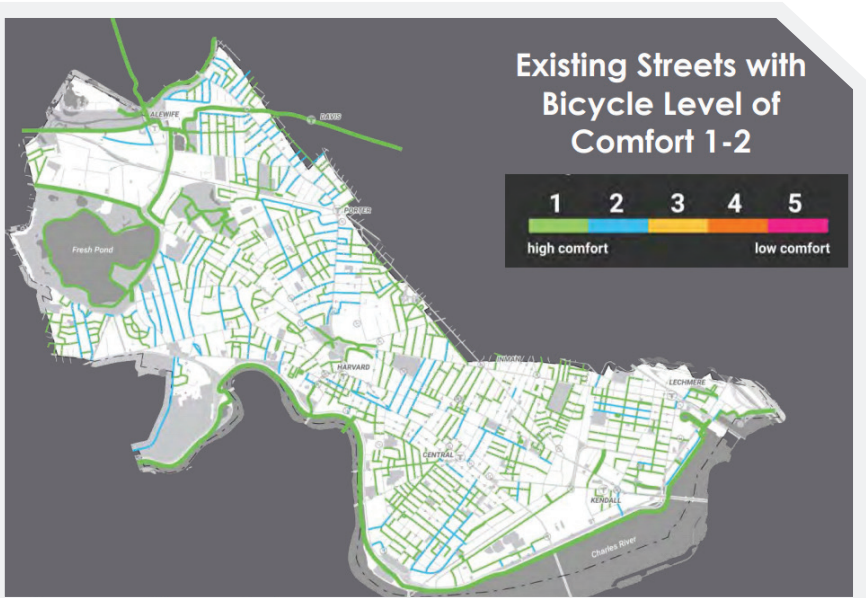 Existing Streets with
Bicycle Level of
Comfort 1-2
1 2 3 4 5
high comfort low comfort
ALEWIFE
DAVIS
PORTER
Fresh Pond
HARVARD
INMAN
LECHMERE
CENTRAL
KENDALL
Charles River